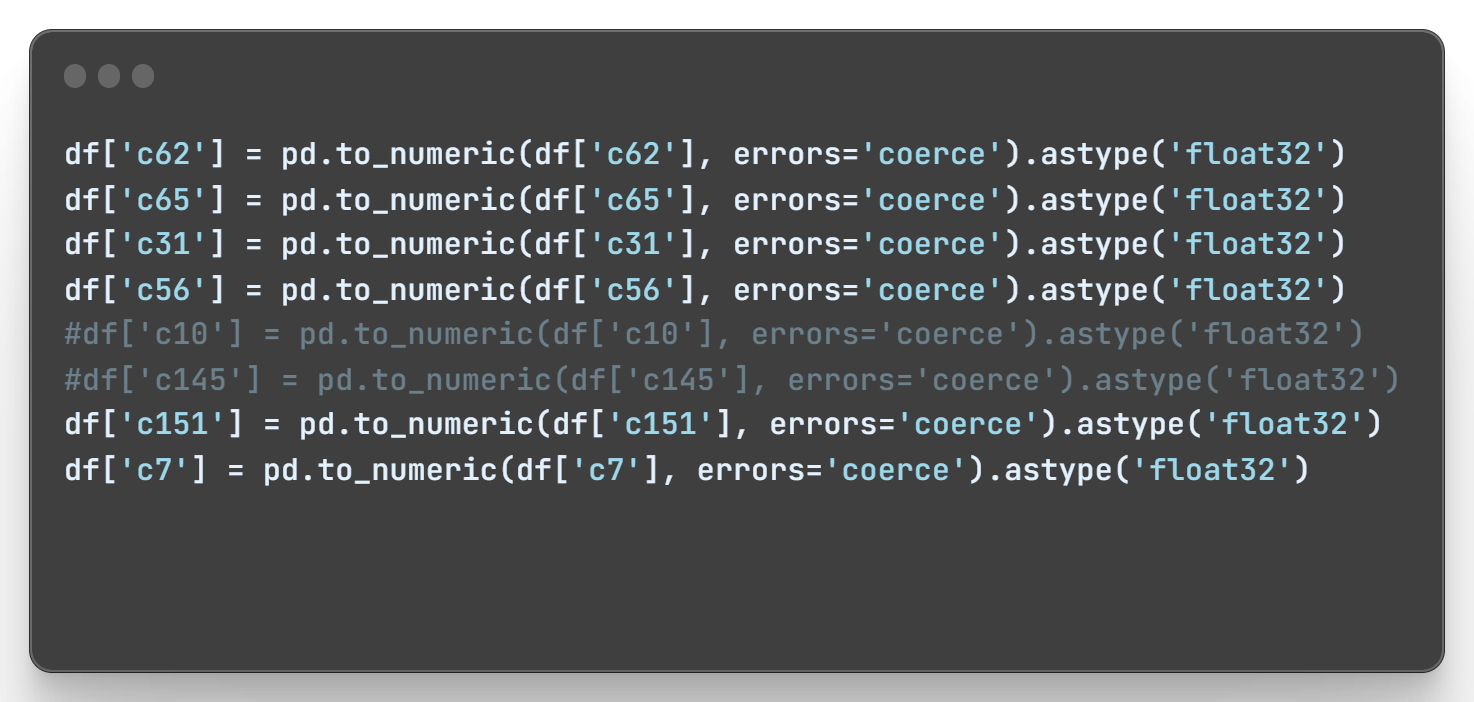 df['c62'] = pd.to_numeric(df['c62'], errors='coerce').astype('float32')
df['c65'] = pd.to_numeric(df['c65'], errors='coerce').astype('float32')
df['c31'] = pd.to_numeric(df['c31'], errors='coerce').astype('float32')
df['c56'] = pd.to_numeric(df['c56'], errors='coerce').astype('float32')
#df['c10'] = pd.to_numeric(df['c10'], errors='coerce').astype('float32')
#df['c145'] = pd.to_numeric(df['c145'], errors='coerce').astype('float32')
df['c151'] = pd.to_numeric(df['c151'], errors='coerce').astype('float32')
df['c7'] = pd.to_numeric(df['c7'], errors='coerce').astype('float32')